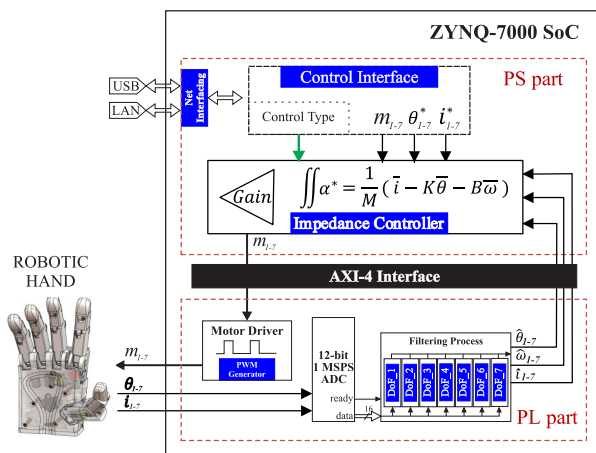 ZYNQ-7000 SoC
PS part
USB
LAN
Net
Interfacing
Control Interface
Control Type
m₁₋₇ θ*₁₋₇ i*₁₋₇
Gain
∬α* = 1/M ( i̅ − Kθ̅ − Bω̅ )
Impedance Controller
m₁₋₇
AXI-4 Interface
ROBOTIC
HAND
m₁₋₇
θ₁₋₇
i₁₋₇
Motor Driver
PWM
Generator
12-bit
1 MSPS
ADC
ready
data
16
Filtering Process
DoF_1
DoF_2
DoF_3
DoF_4
DoF_5
DoF_6
DoF_7
θ̂₁₋₇
ω̂₁₋₇
î₁₋₇
PL part